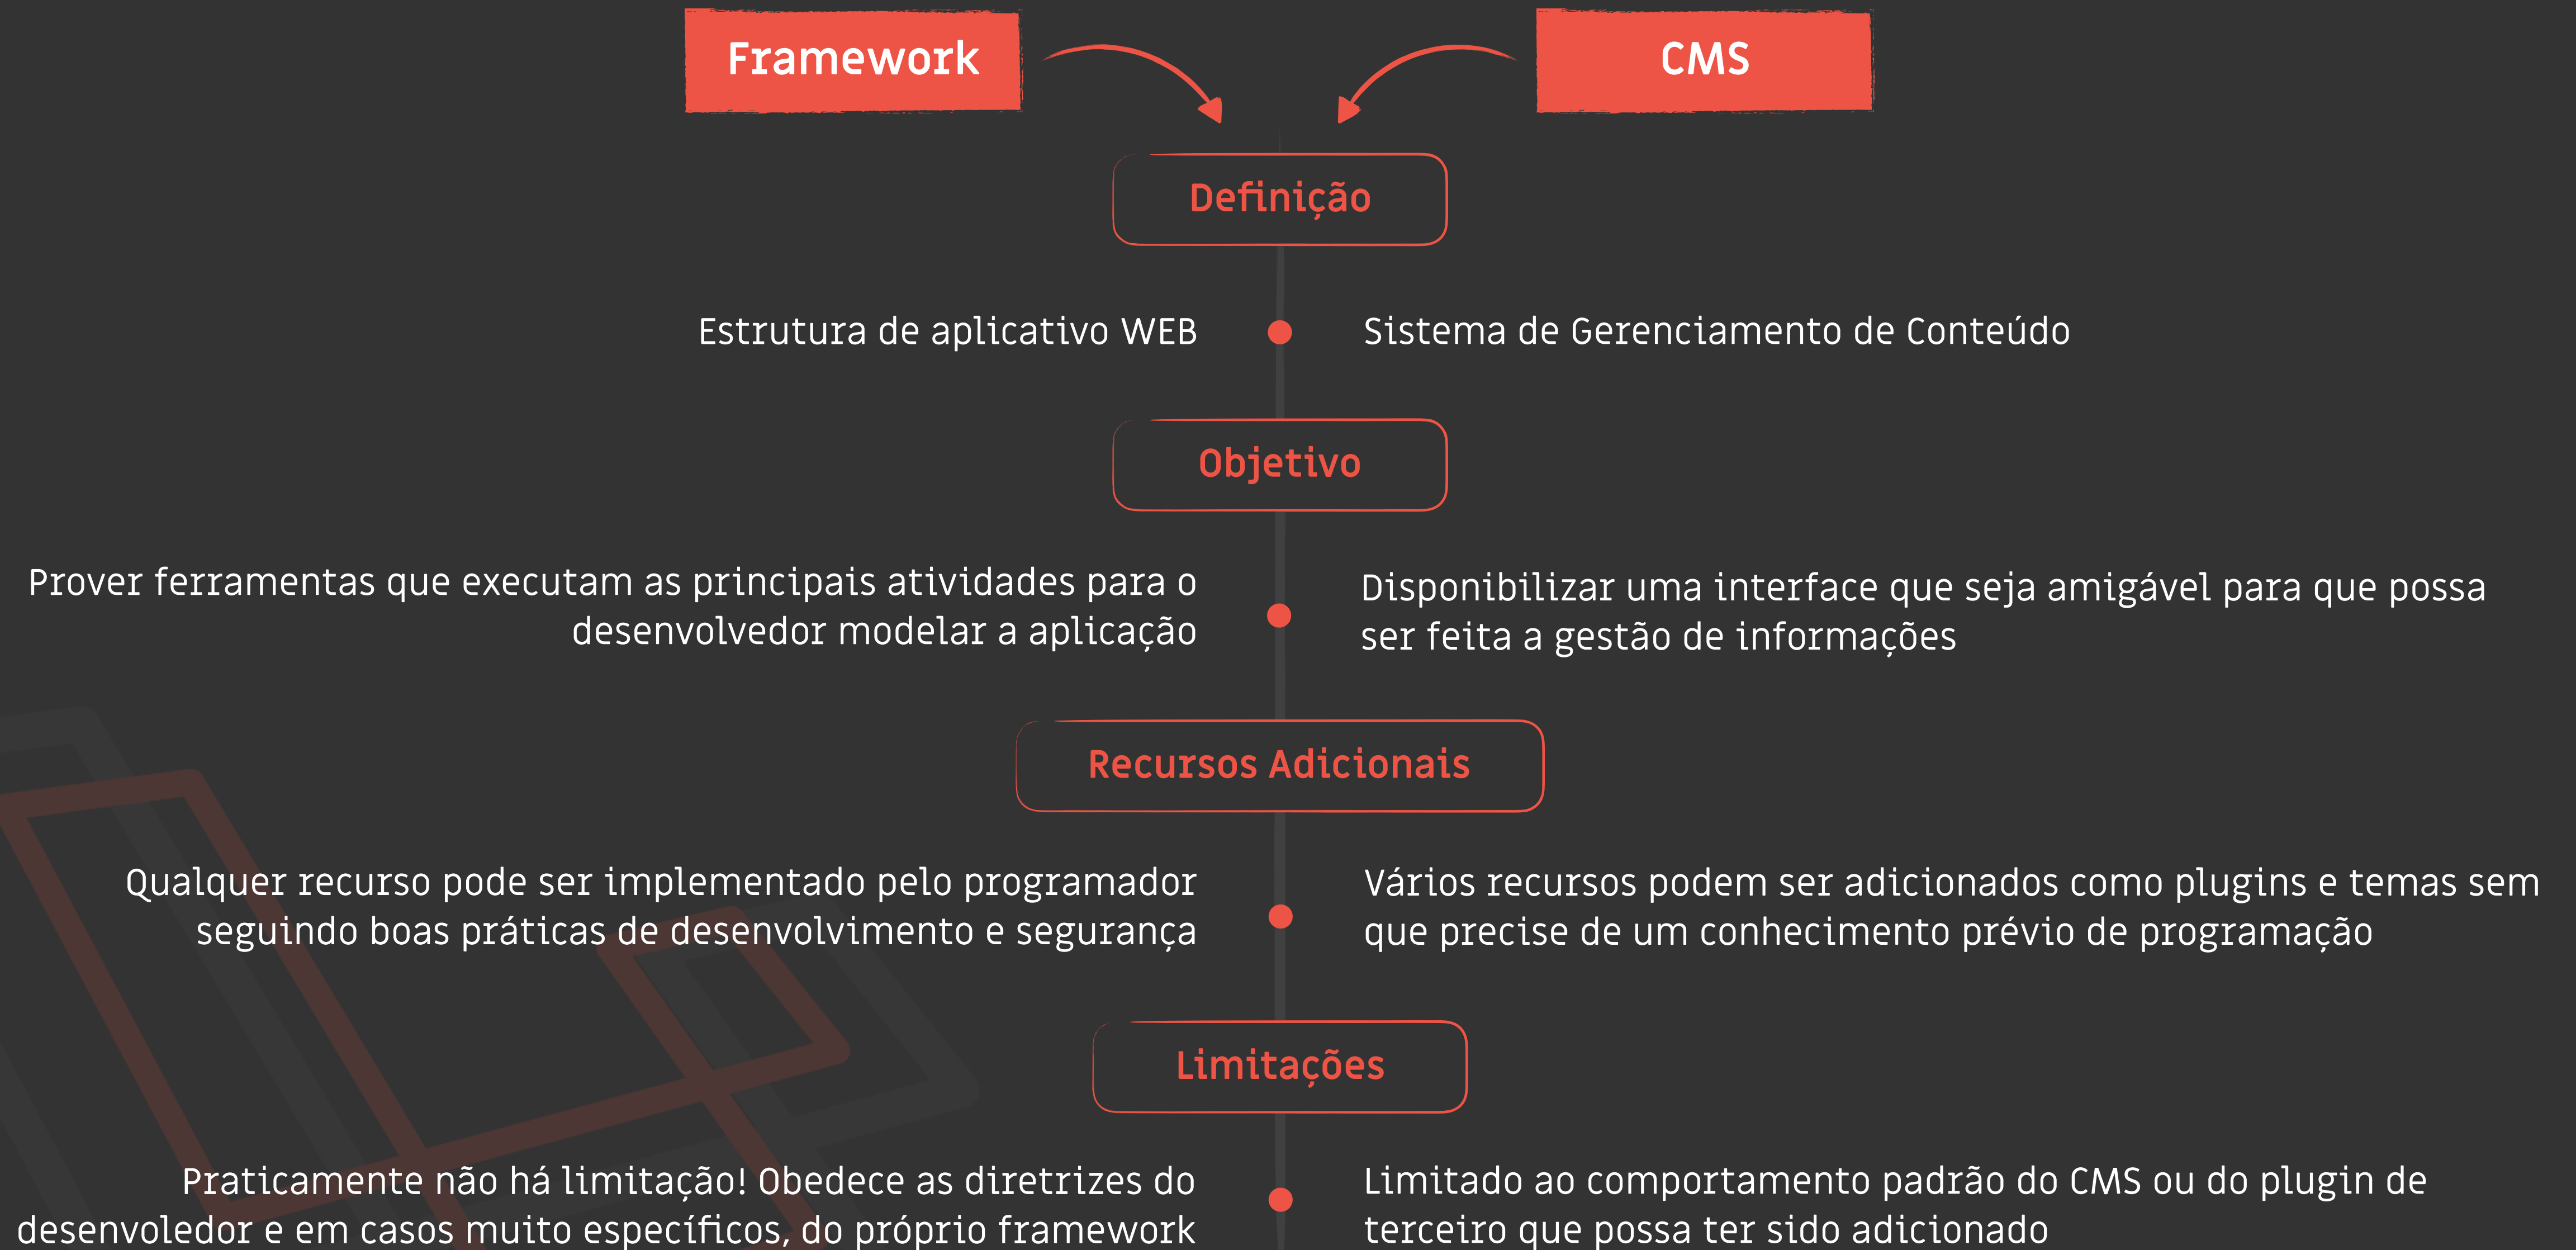 Framework
CMS
Definição
Estrutura de aplicativo WEB
Sistema de Gerenciamento de Conteúdo
Objetivo
Prover ferramentas que executam as principais atividades para o
desenvolvedor modelar a aplicação
Disponibilizar uma interface que seja amigável para que possa
ser feita a gestão de informações
Recursos Adicionais
Qualquer recurso pode ser implementado pelo programador
seguindo boas práticas de desenvolvimento e segurança
Vários recursos podem ser adicionados como plugins e temas sem
que precise de um conhecimento prévio de programação
Limitações
Praticamente não há limitação! Obedece as diretrizes do
desenvoledor e em casos muito específicos, do próprio framework
Limitado ao comportamento padrão do CMS ou do plugin de
terceiro que possa ter sido adicionado